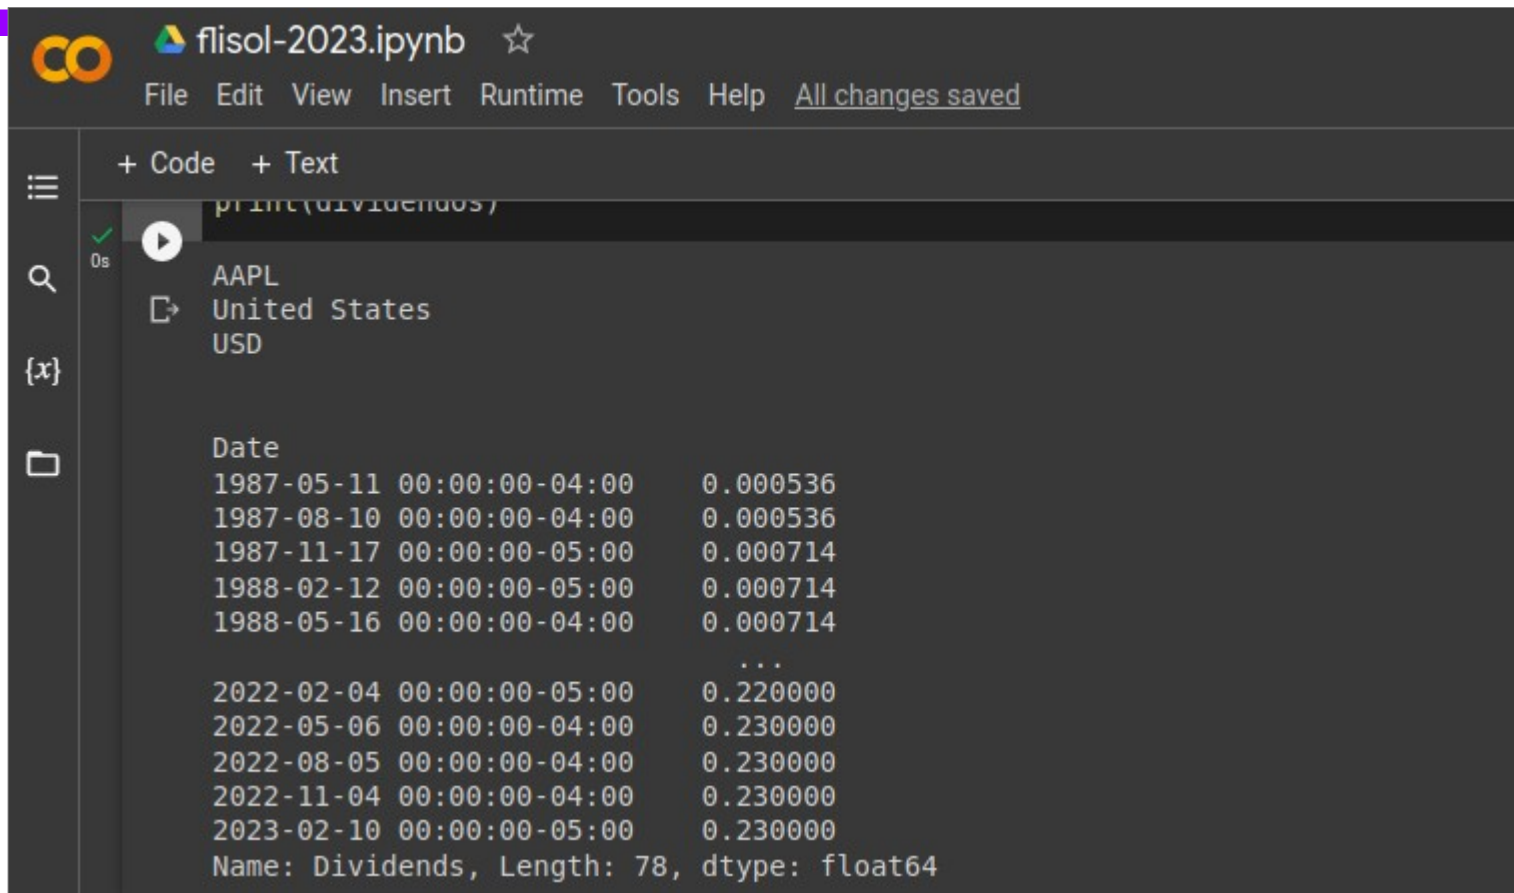 flisol-2023.ipynb
File Edit View Insert Runtime Tools Help All changes saved
+ Code + Text
print(dividendos)
0s
AAPL
United States
USD
{x}
Date
1987-05-11 00:00:00-04:00 0.000536
1987-08-10 00:00:00-04:00 0.000536
1987-11-17 00:00:00-05:00 0.000714
1988-02-12 00:00:00-05:00 0.000714
1988-05-16 00:00:00-04:00 0.000714
...
2022-02-04 00:00:00-05:00 0.220000
2022-05-06 00:00:00-04:00 0.230000
2022-08-05 00:00:00-04:00 0.230000
2022-11-04 00:00:00-04:00 0.230000
2023-02-10 00:00:00-05:00 0.230000
Name: Dividends, Length: 78, dtype: float64